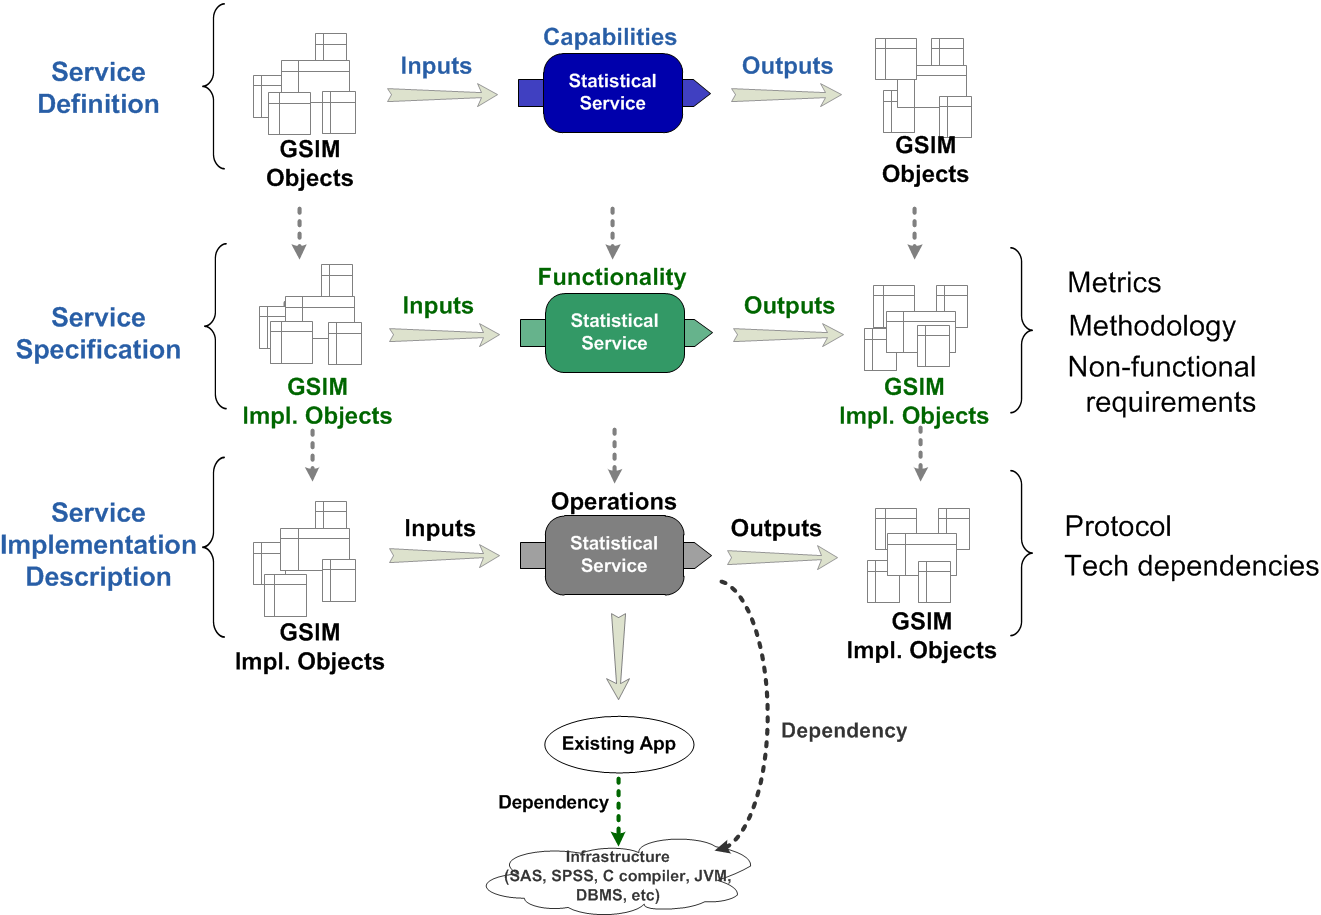 Service
Definition
Inputs
Capabilities
Statistical
Service
Outputs
GSIM
Objects
GSIM
Objects
Service
Specification
Inputs
Functionality
Statistical
Service
Outputs
GSIM
Impl. Objects
GSIM
Impl. Objects
Metrics
Methodology
Non-functional
requirements
Service
Implementation
Description
Inputs
Operations
Statistical
Service
Outputs
GSIM
Impl. Objects
GSIM
Impl. Objects
Protocol
Tech dependencies
Existing App
Dependency
Dependency
Infrastructure
(SAS, SPSS, C compiler, JVM,
DBMS, etc)